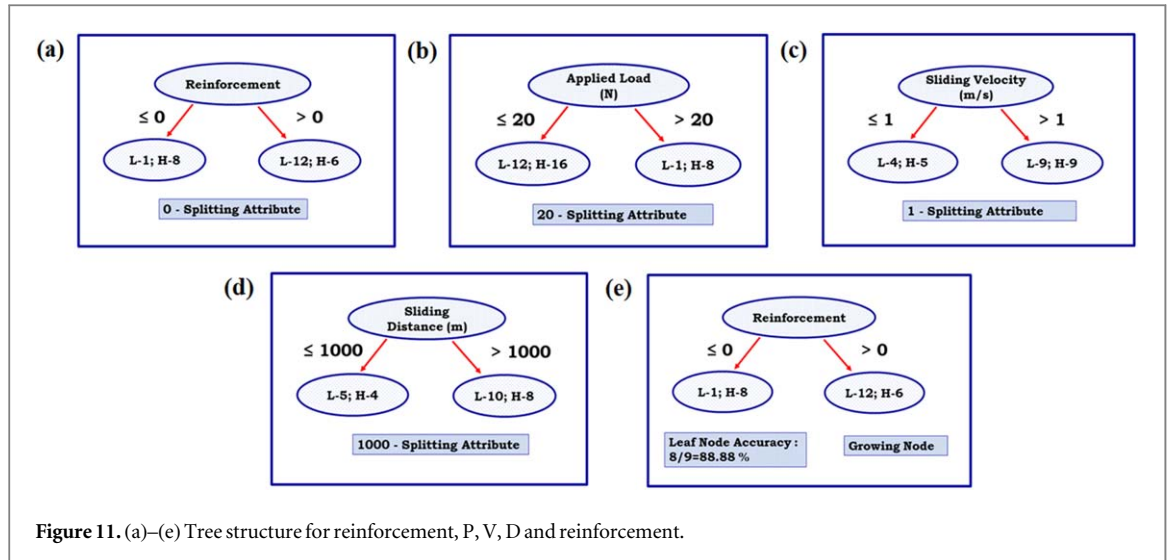 (a)
Reinforcement
≤ 0
> 0
L-1; H-8
L-12; H-6
0 - Splitting Attribute
(b)
Applied Load
(N)
≤ 20
> 20
L-12; H-16
L-1; H-8
20 - Splitting Attribute
(c)
Sliding Velocity
(m/s)
≤ 1
> 1
L-4; H-5
L-9; H-9
1 - Splitting Attribute
(d)
Sliding
Distance (m)
≤ 1000
> 1000
L-5; H-4
L-10; H-8
1000 - Splitting Attribute
(e)
Reinforcement
≤ 0
> 0
L-1; H-8
L-12; H-6
Leaf Node Accuracy :
8/9=88.88 %
Growing Node
Figure 11. (a)–(e) Tree structure for reinforcement, P, V, D and reinforcement.